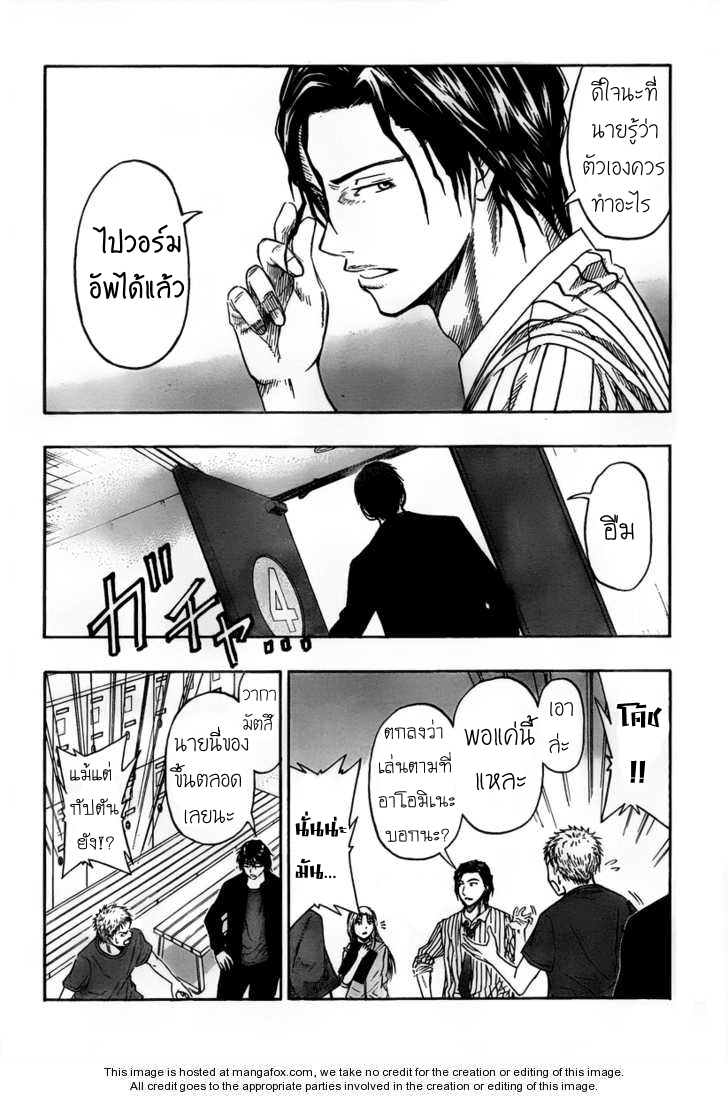 ดีใจนะที่
นายรู้ว่า
ตัวเองควร
ทำอะไร
ไปวอร์ม
อัพได้แล้ว
อืม
4
ガチャ...
โค้ช
!!
เอา
ล่ะ
พอแค่นี้
แหละ
ตกลงว่า
เล่นตามที่
อาโอมิเนะ
บอกนะ?
นั่นน่ะ
มัน...
วากา
มัตสึ
นายนี่ของ
ขึ้นตลอด
เลยนะ
แม้แต่
กัปตัน
ยัง!?
This image is hosted at mangafox.com, we take no credit for the creation or editing of this image.
All credit goes to the appropriate parties involved in the creation or editing of this image.